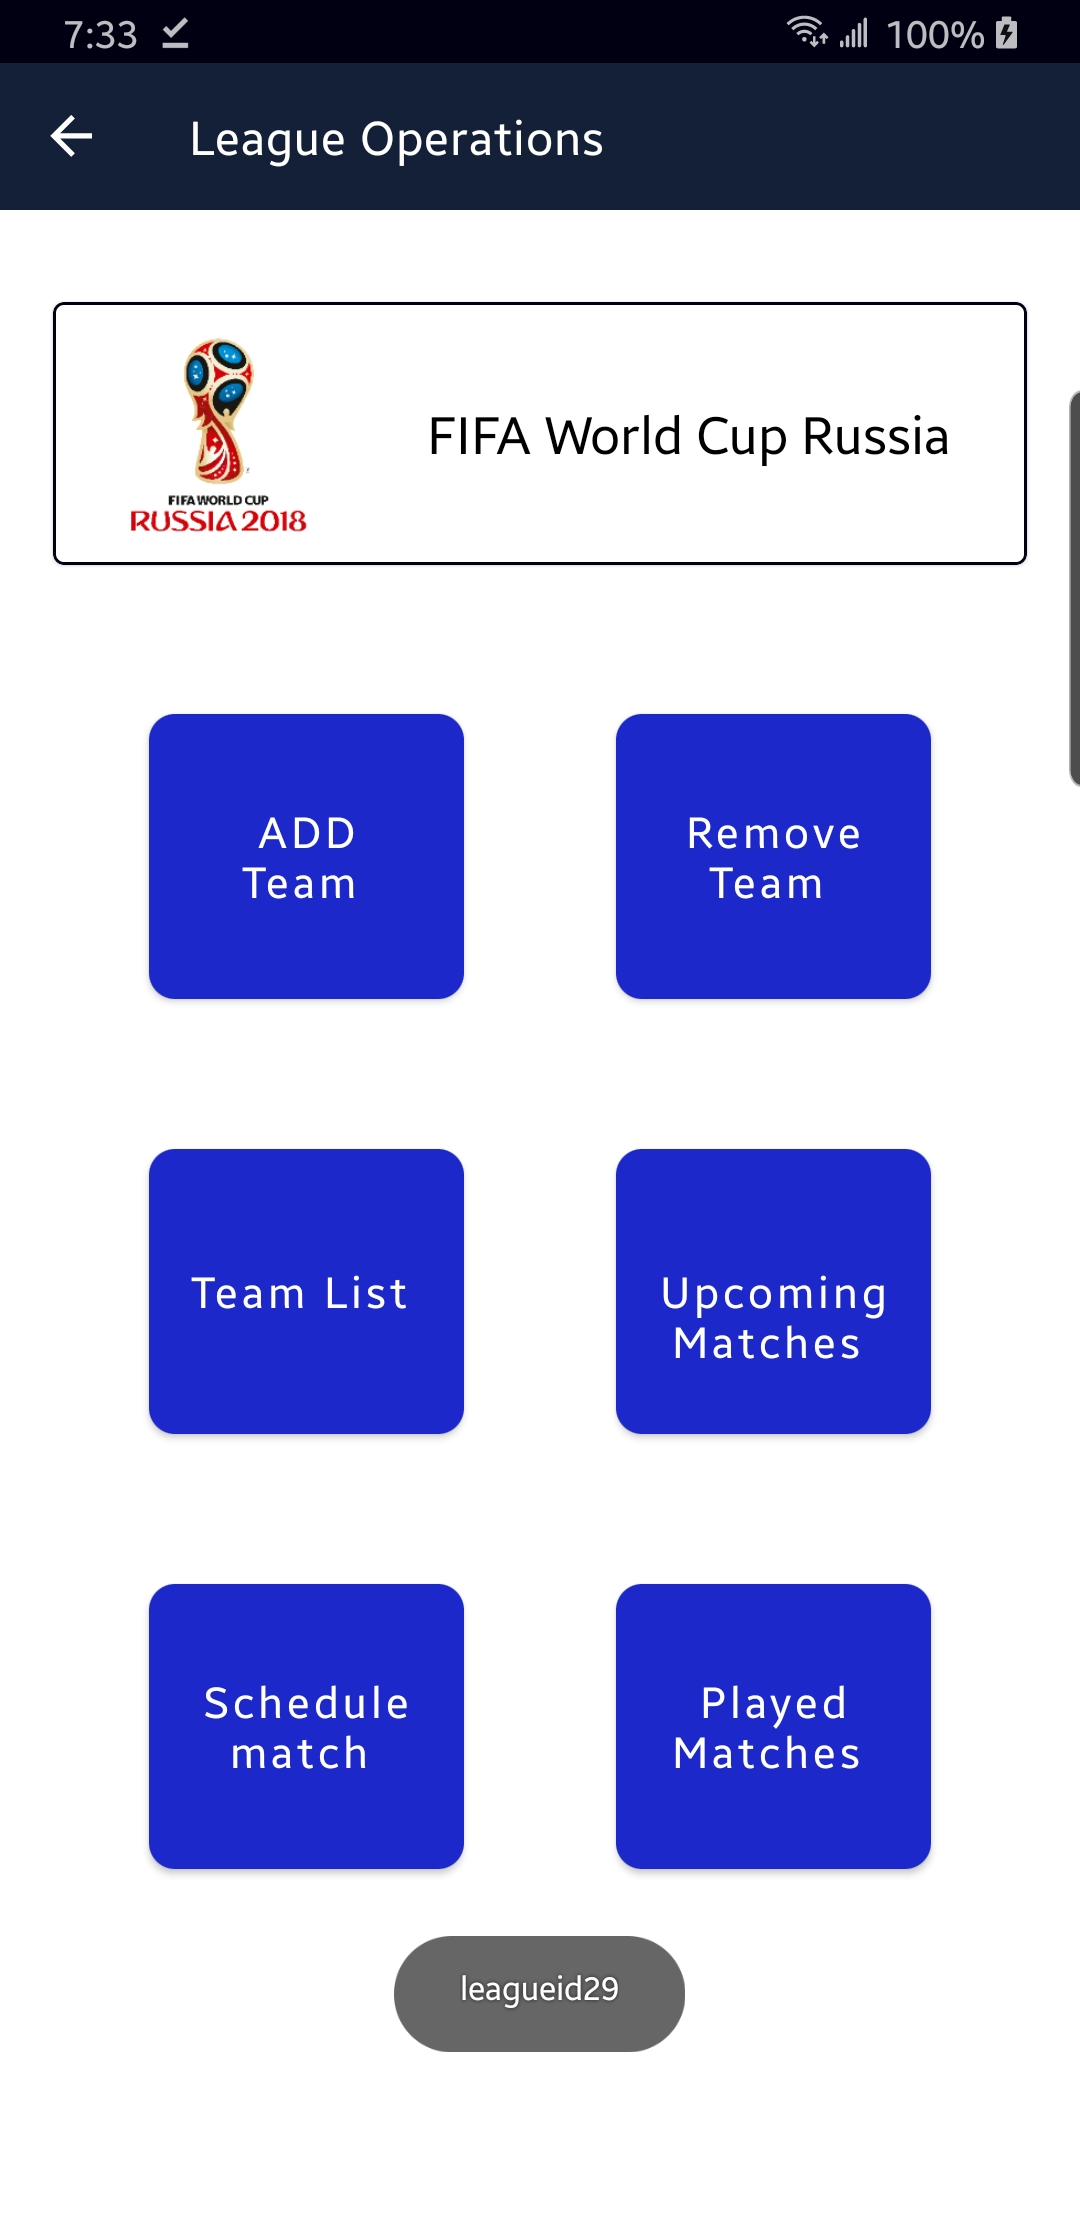 7:33
100%
League Operations
FIFA WORLD CUP
RUSSIA 2018
FIFA World Cup Russia
ADD
Team
Remove
Team
Team List
Upcoming
Matches
Schedule
match
Played
Matches
leagueid29